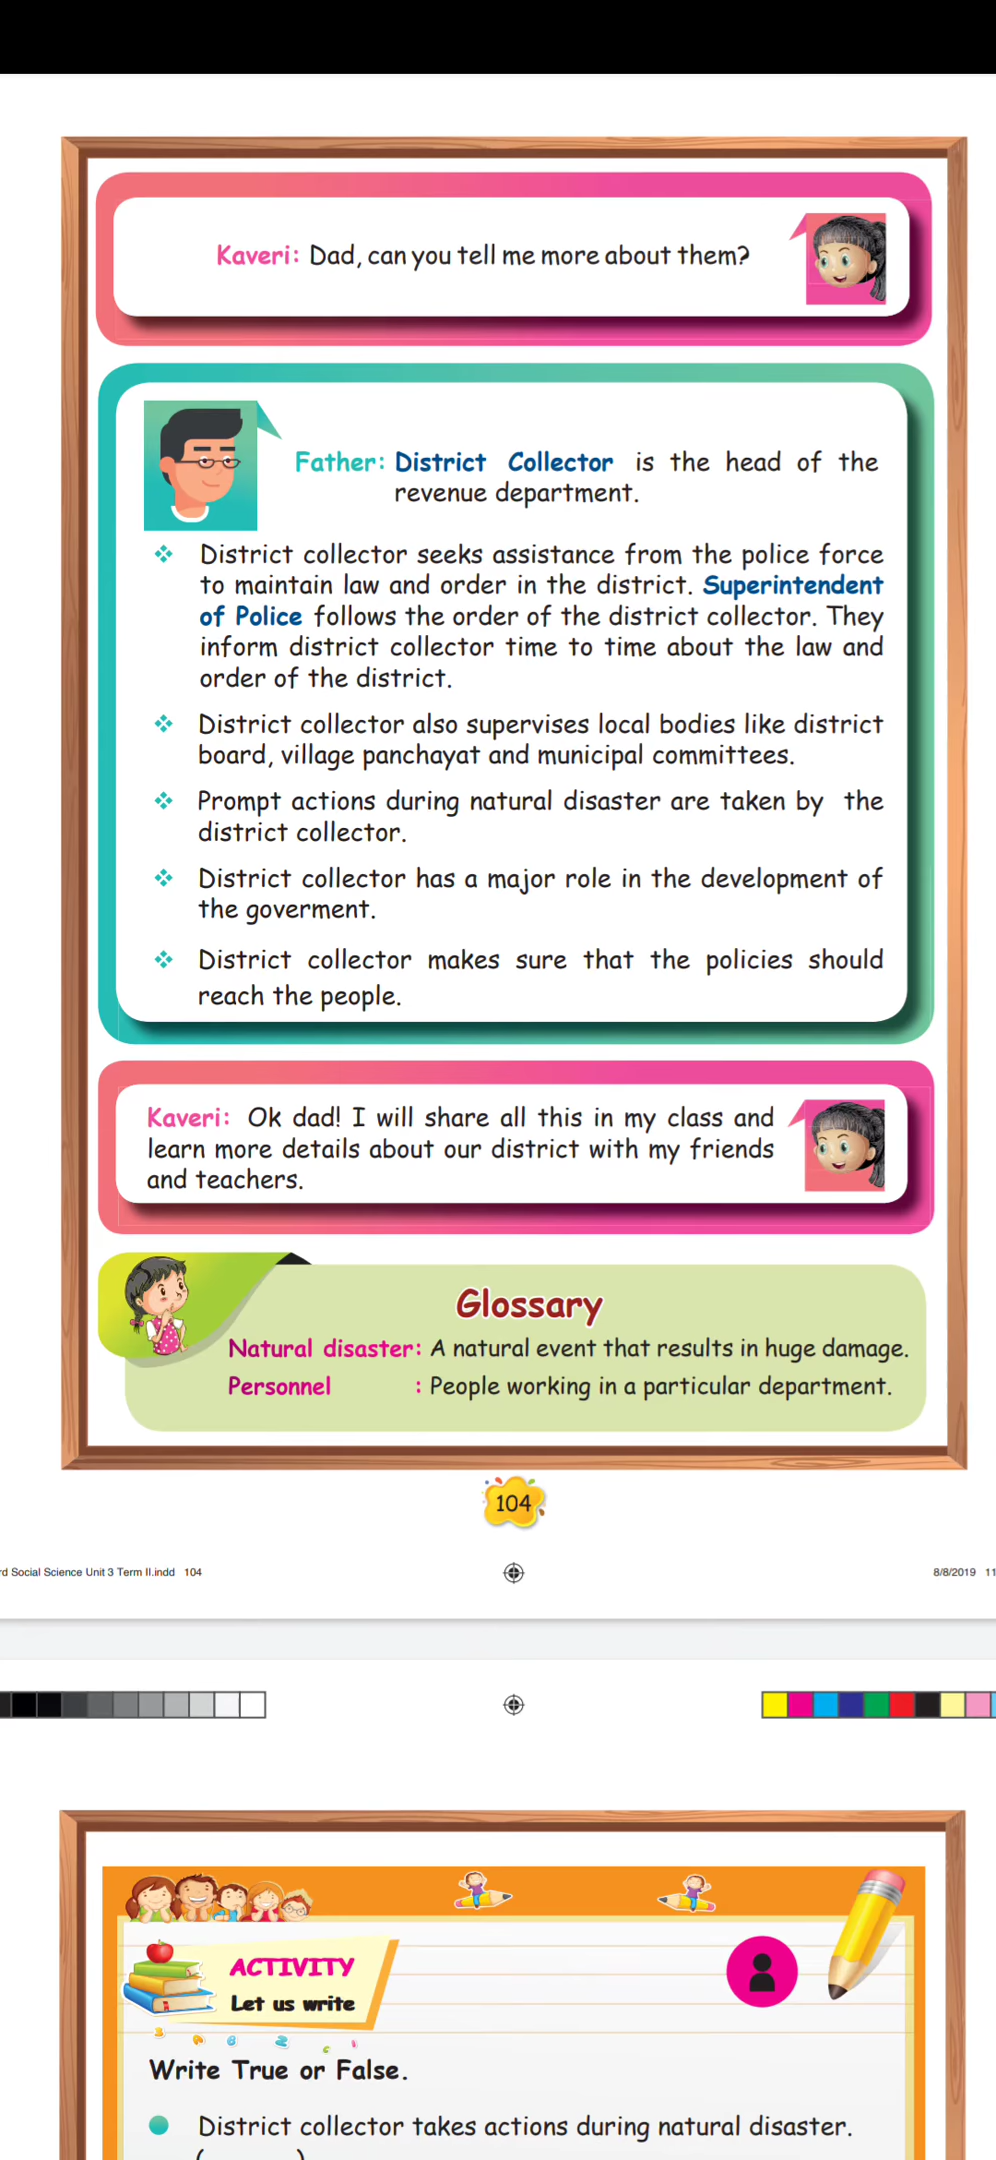 Kaveri: Dad, can you tell me more about them?
Father: District Collector is the head of the
revenue department.
District collector seeks assistance from the police force
to maintain law and order in the district. Superintendent
of Police follows the order of the district collector. They
inform district collector time to time about the law and
order of the district.
District collector also supervises local bodies like district
board, village panchayat and municipal committees.
Prompt actions during natural disaster are taken by the
district collector.
District collector has a major role in the development of
the goverment.
District collector makes sure that the policies should
reach the people.
Kaveri: Ok dad! I will share all this in my class and
learn more details about our district with my friends
and teachers.
Glossary
Natural disaster: A natural event that results in huge damage.
Personnel : People working in a particular department.
104
rd Social Science Unit 3 Term II.indd 104
8/8/2019 11
ACTIVITY
Let us write
Write True or False.
District collector takes actions during natural disaster.
( )